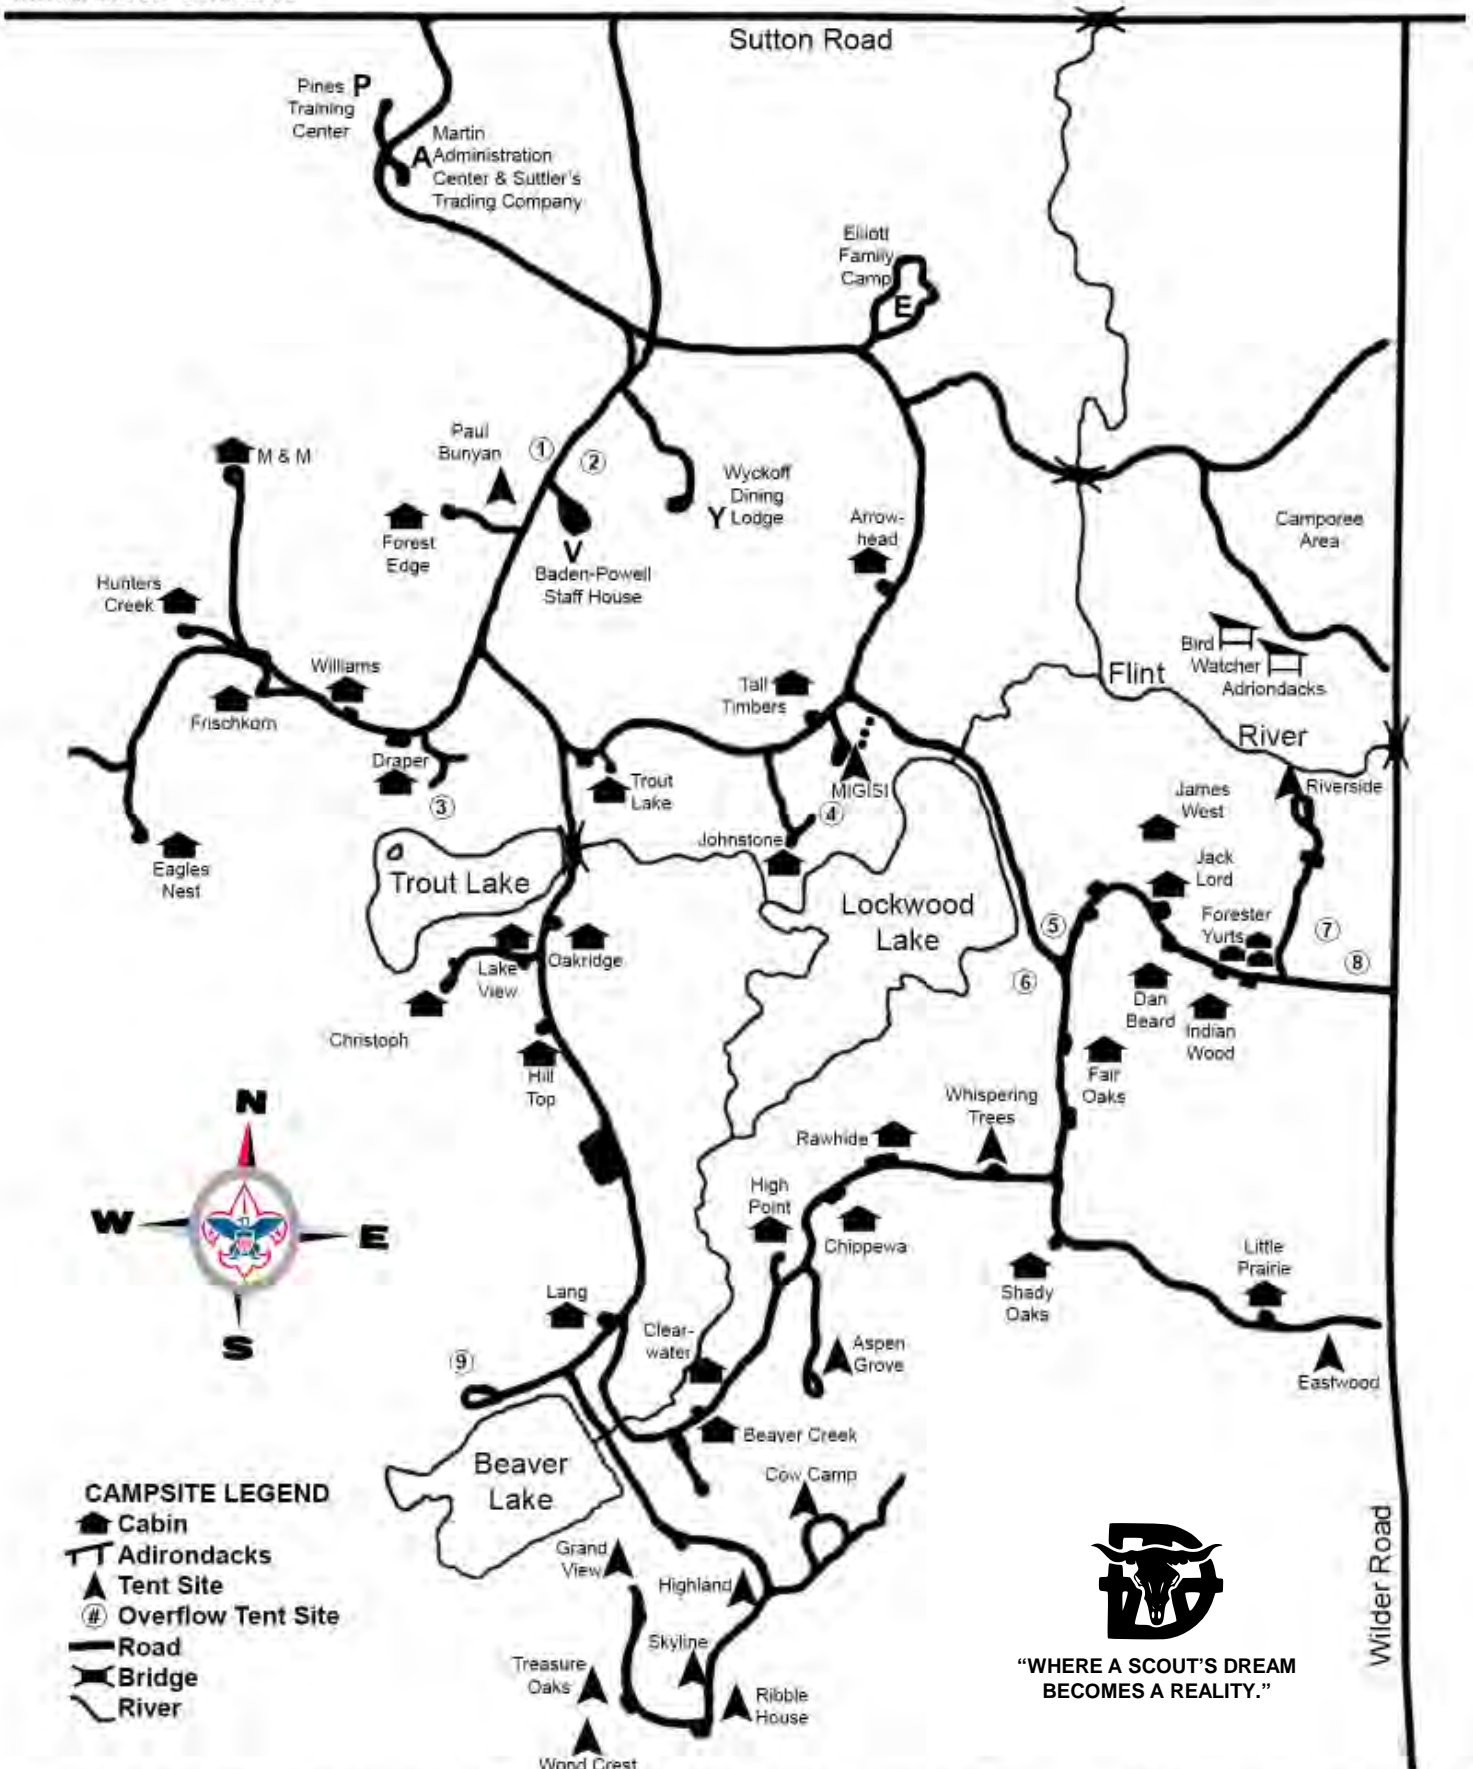 Sutton Road
Pines P
Training
Center
Martin
A Administration
Center & Suttler's
Trading Company
Elliott
Family
Camp
E
Paul
Bunyan
1
2
M & M
Wyckoff
Dining
Y Lodge
Arrow-
head
Camporee
Area
Forest
Edge
V
Baden-Powell
Staff House
Hunters
Creek
Bird
Watcher
Adriondacks
Williams
Tall
Timbers
Flint
River
Frischkorn
Draper
3
Trout
Lake
MIGISI
4
James
West
Riverside
Johnstone
Eagles
Nest
Trout Lake
Jack
Lord
Lockwood
Lake
Forester
Yurts
5
7
8
6
Oakridge
Lake
View
Christoph
Dan
Beard
Indian
Wood
Hill
Top
Fair
Oaks
Whispering
Trees
Rawhide
N
W
E
S
High
Point
Chippewa
Little
Prairie
Shady
Oaks
Lang
Clear-
water
9
Aspen
Grove
Eastwood
Beaver Creek
Beaver
Lake
Cow Camp
CAMPSITE LEGEND
Cabin
Adirondacks
Tent Site
# Overflow Tent Site
Road
Bridge
River
Grand
View
Highland
Skyline
Treasure
Oaks
Ribble
House
Wood Crest
D A
"WHERE A SCOUT'S DREAM
BECOMES A REALITY."
Wilder Road